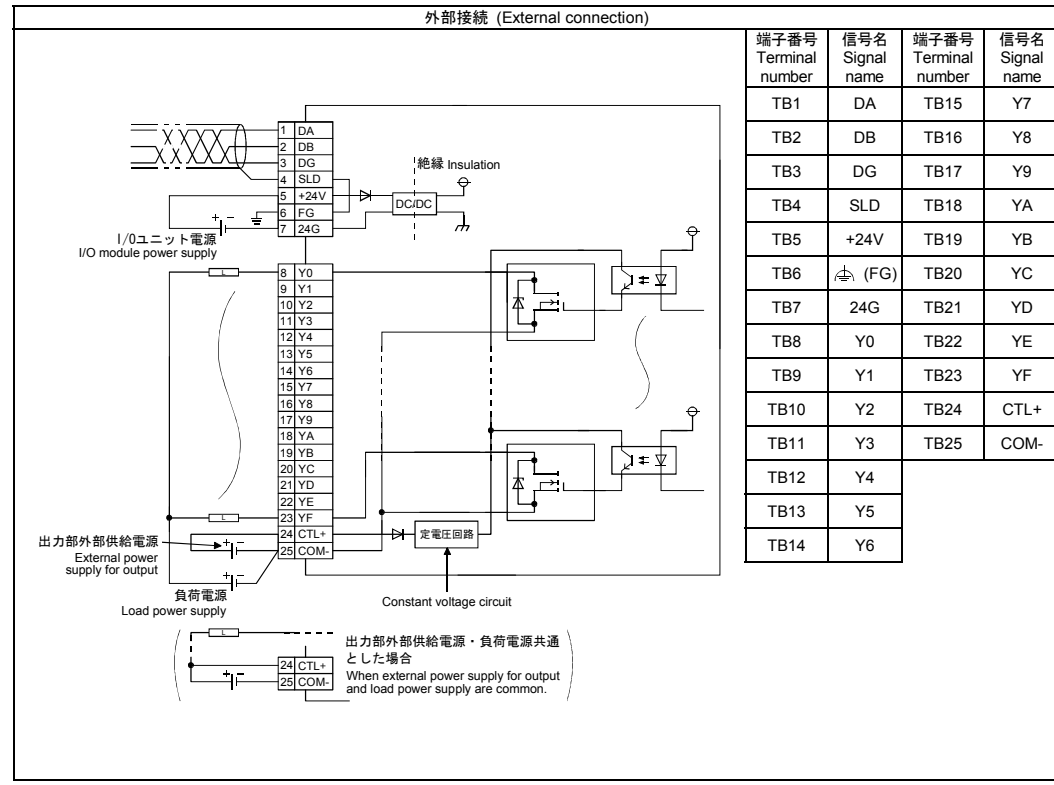 外部接続 (External connection)
1 DA
2 DB
3 DG
4 SLD
5 +24V
6 FG
7 24G
絶縁 Insulation
DC/DC
+ −
I/0ユニット電源
I/O module power supply
L
8 Y0
9 Y1
10 Y2
11 Y3
12 Y4
13 Y5
14 Y6
15 Y7
16 Y8
17 Y9
18 YA
19 YB
20 YC
21 YD
22 YE
23 YF
24 CTL+
25 COM-
L
定電圧回路
Constant voltage circuit
出力部外部供給電源
External power
supply for output
+ −
+ −
負荷電源
Load power supply
L
24 CTL+
25 COM-
+ −
出力部外部供給電源・負荷電源共通
とした場合
When external power supply for output
and load power supply are common.
端子番号 信号名 端子番号 信号名
Terminal Signal Terminal Signal
number name number name
TB1 DA TB15 Y7
TB2 DB TB16 Y8
TB3 DG TB17 Y9
TB4 SLD TB18 YA
TB5 +24V TB19 YB
TB6 (FG) TB20 YC
TB7 24G TB21 YD
TB8 Y0 TB22 YE
TB9 Y1 TB23 YF
TB10 Y2 TB24 CTL+
TB11 Y3 TB25 COM-
TB12 Y4
TB13 Y5
TB14 Y6